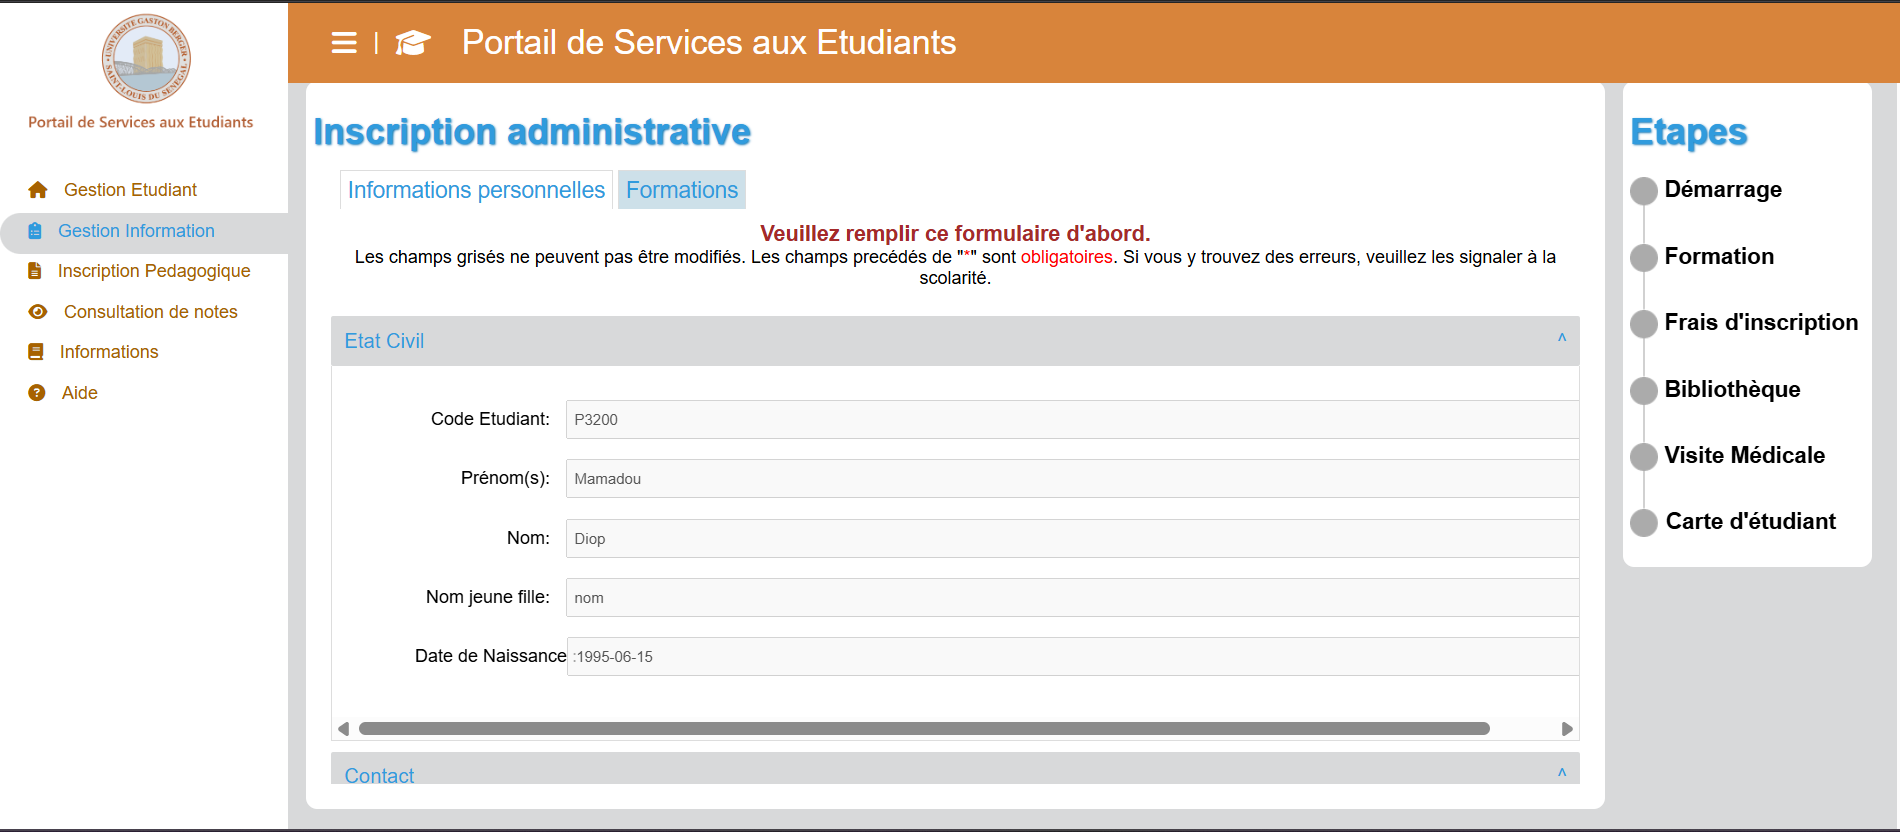 UNIVERSITE GASTON BERGER
SAINT-LOUIS DU SENEGAL
Portail de Services aux Etudiants
Gestion Etudiant
Gestion Information
Inscription Pedagogique
Consultation de notes
Informations
Aide
| Portail de Services aux Etudiants
Inscription administrative
Informations personnelles Formations
Veuillez remplir ce formulaire d'abord.
Les champs grisés ne peuvent pas être modifiés. Les champs precédés de "*" sont obligatoires. Si vous y trouvez des erreurs, veuillez les signaler à la
scolarité.
Etat Civil ^
Code Etudiant: P3200
Prénom(s): Mamadou
Nom: Diop
Nom jeune fille: nom
Date de Naissance :1995-06-15
Contact ^
Etapes
Démarrage
Formation
Frais d'inscription
Bibliothèque
Visite Médicale
Carte d'étudiant